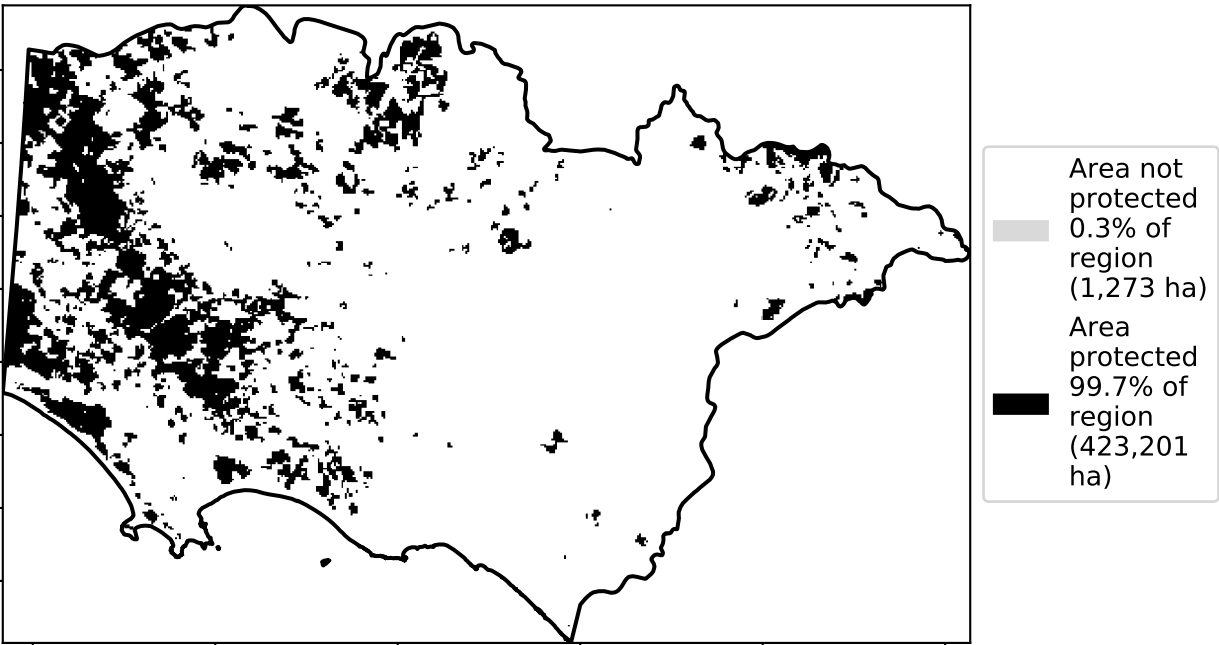 Area not
protected
0.3% of
region
(1,273 ha)
Area
protected
99.7% of
region
(423,201
ha)